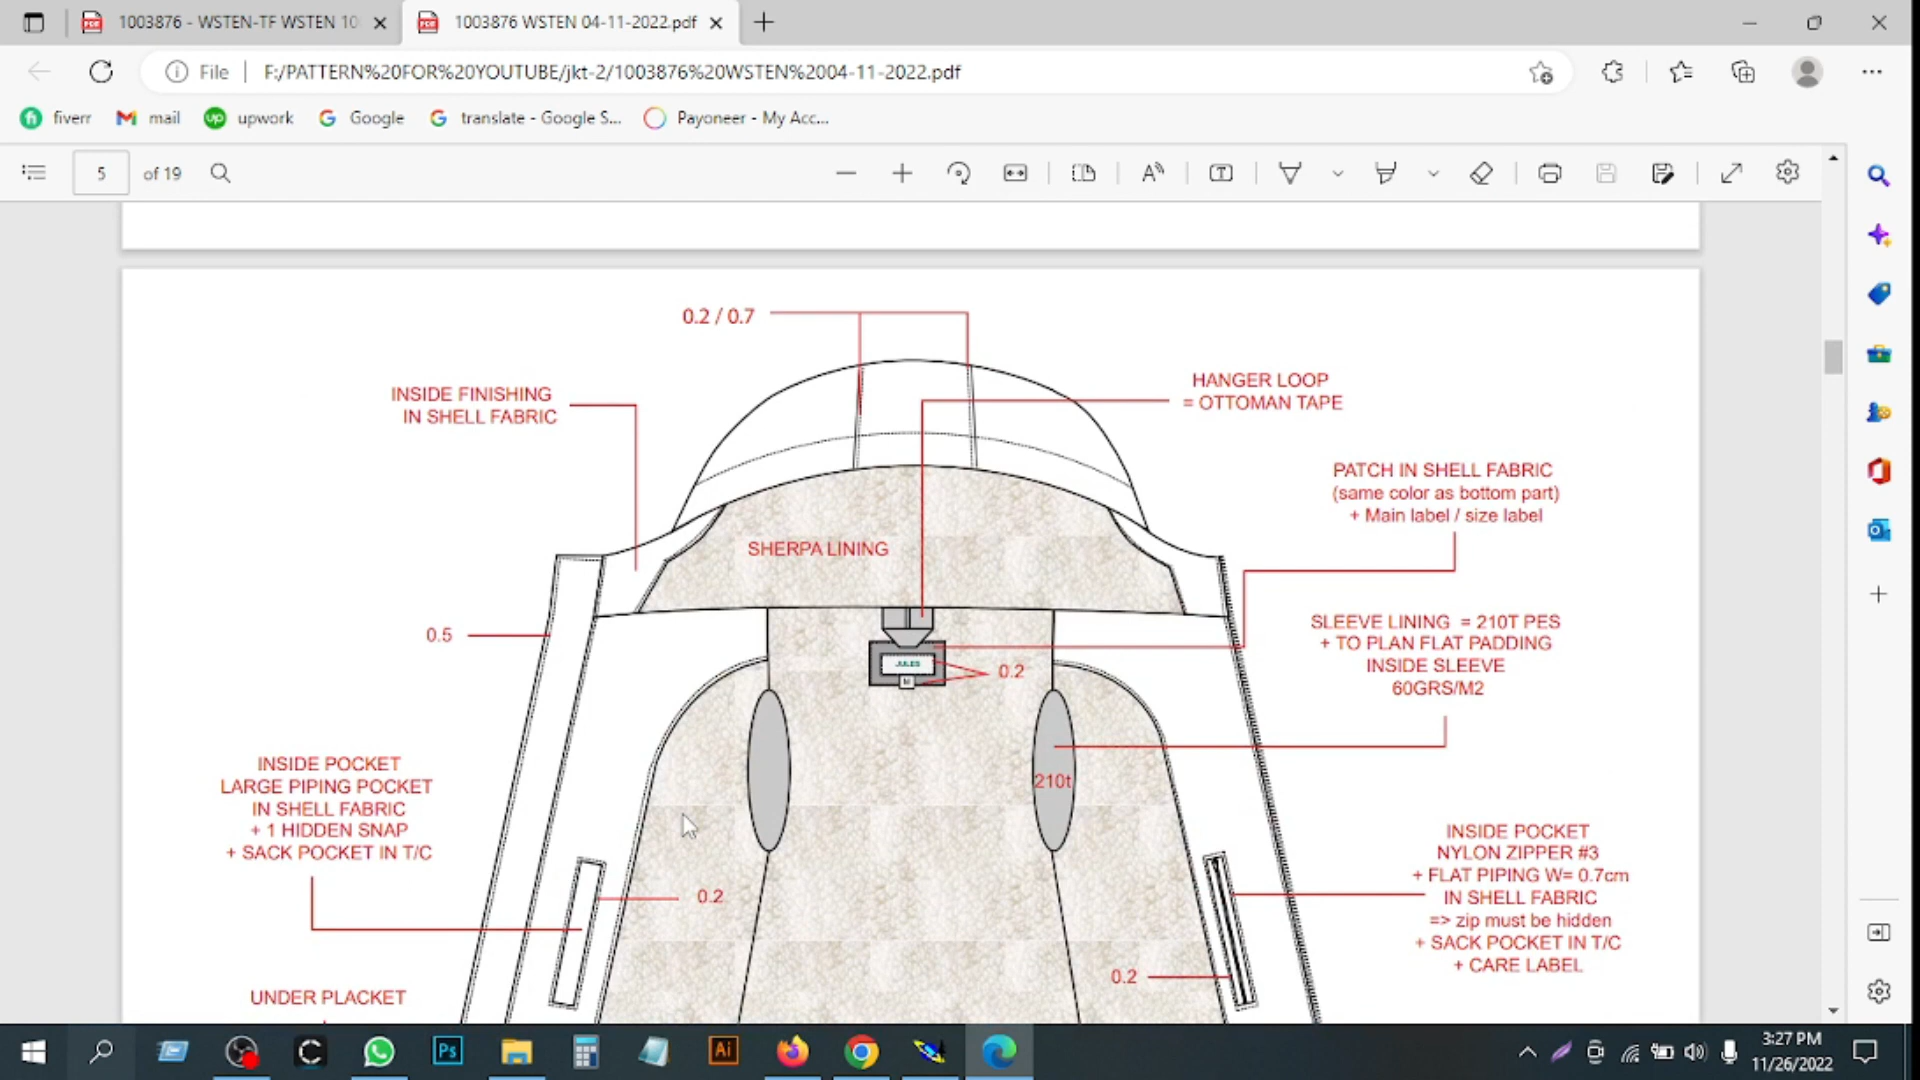 1003876 - WSTEN-TF WSTEN 10
1003876 WSTEN 04-11-2022.pdf
File
F:/PATTERN%20FOR%20YOUTUBE/jkt-2/1003876%20WSTEN%2004-11-2022.pdf
fiverr
mail
up upwork
Google
translate - Google S...
Payoneer - My Acc...
5 of 19
0.2 / 0.7
INSIDE FINISHING
IN SHELL FABRIC
HANGER LOOP
= OTTOMAN TAPE
PATCH IN SHELL FABRIC
(same color as bottom part)
+ Main label / size label
SHERPA LINING
0.5
JULES
M
0.2
SLEEVE LINING = 210T PES
+ TO PLAN FLAT PADDING
INSIDE SLEEVE
60GRS/M2
210t
INSIDE POCKET
LARGE PIPING POCKET
IN SHELL FABRIC
+ 1 HIDDEN SNAP
+ SACK POCKET IN T/C
0.2
INSIDE POCKET
NYLON ZIPPER #3
+ FLAT PIPING W= 0.7cm
IN SHELL FABRIC
=> zip must be hidden
+ SACK POCKET IN T/C
+ CARE LABEL
0.2
UNDER PLACKET
Ps
Ai
3:27 PM
11/26/2022